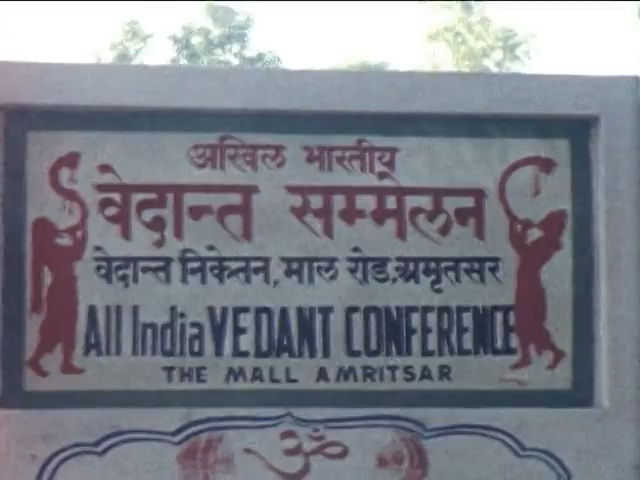 अखिल भारतीय
वेदान्त सम्मेलन
वेदान्त निकेतन, माल रोड, अमृतसर
All India VEDANT CONFERENCE
THE MALL AMRITSAR
ॐ